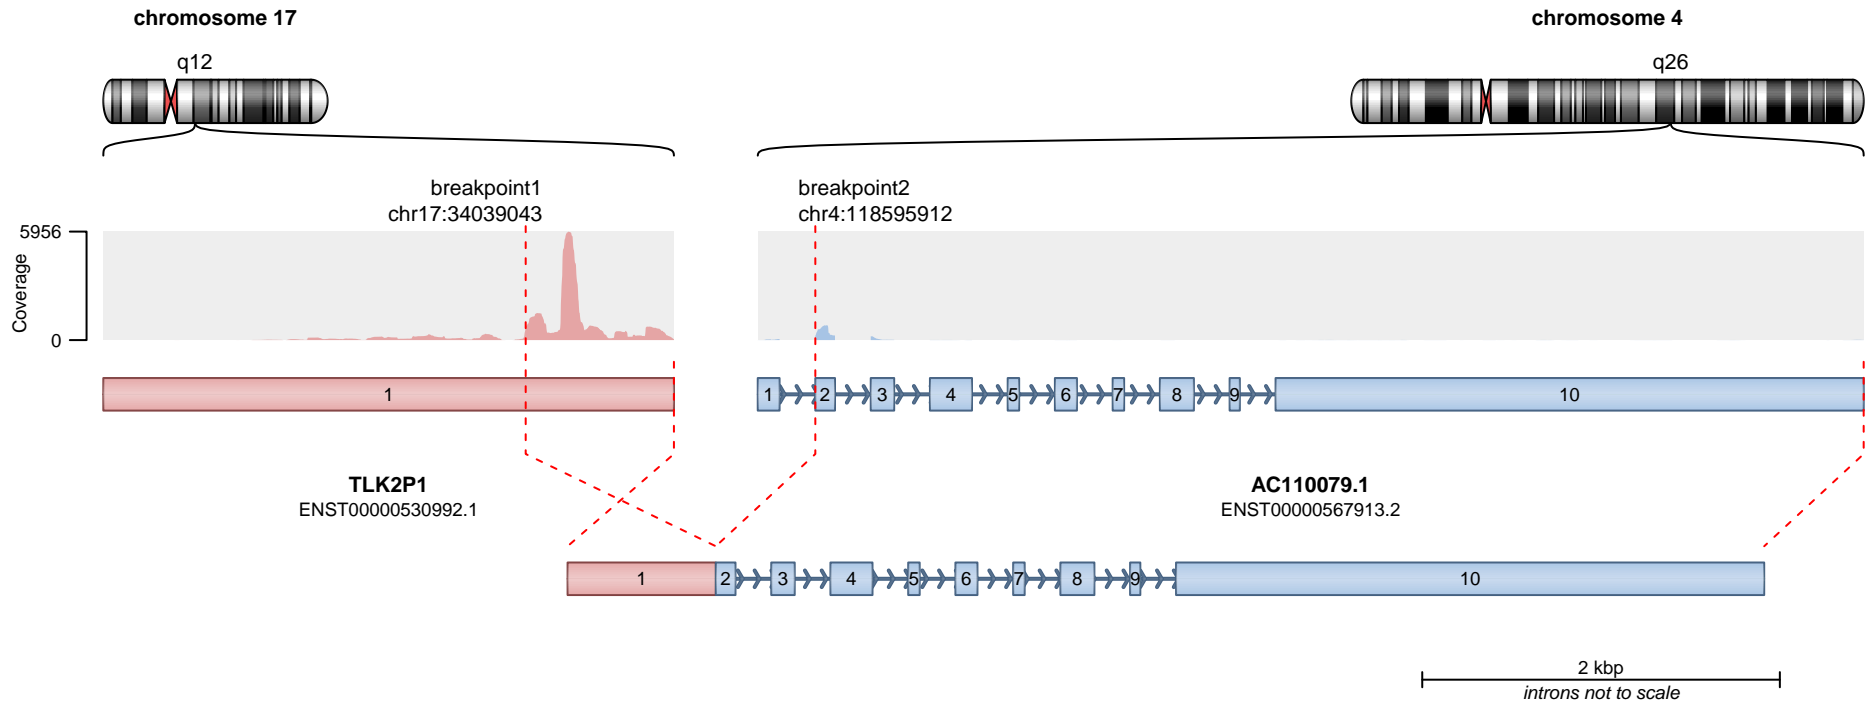 chromosome 17
chromosome 4
q12
q26
breakpoint1
chr17:34039043
breakpoint2
chr4:118595912
5956
0
Coverage
1
1 2 3 4 5 6 7 8 9 10
TLK2P1
ENST00000530992.1
AC110079.1
ENST00000567913.2
1 2 3 4 5 6 7 8 9 10
2 kbp
introns not to scale